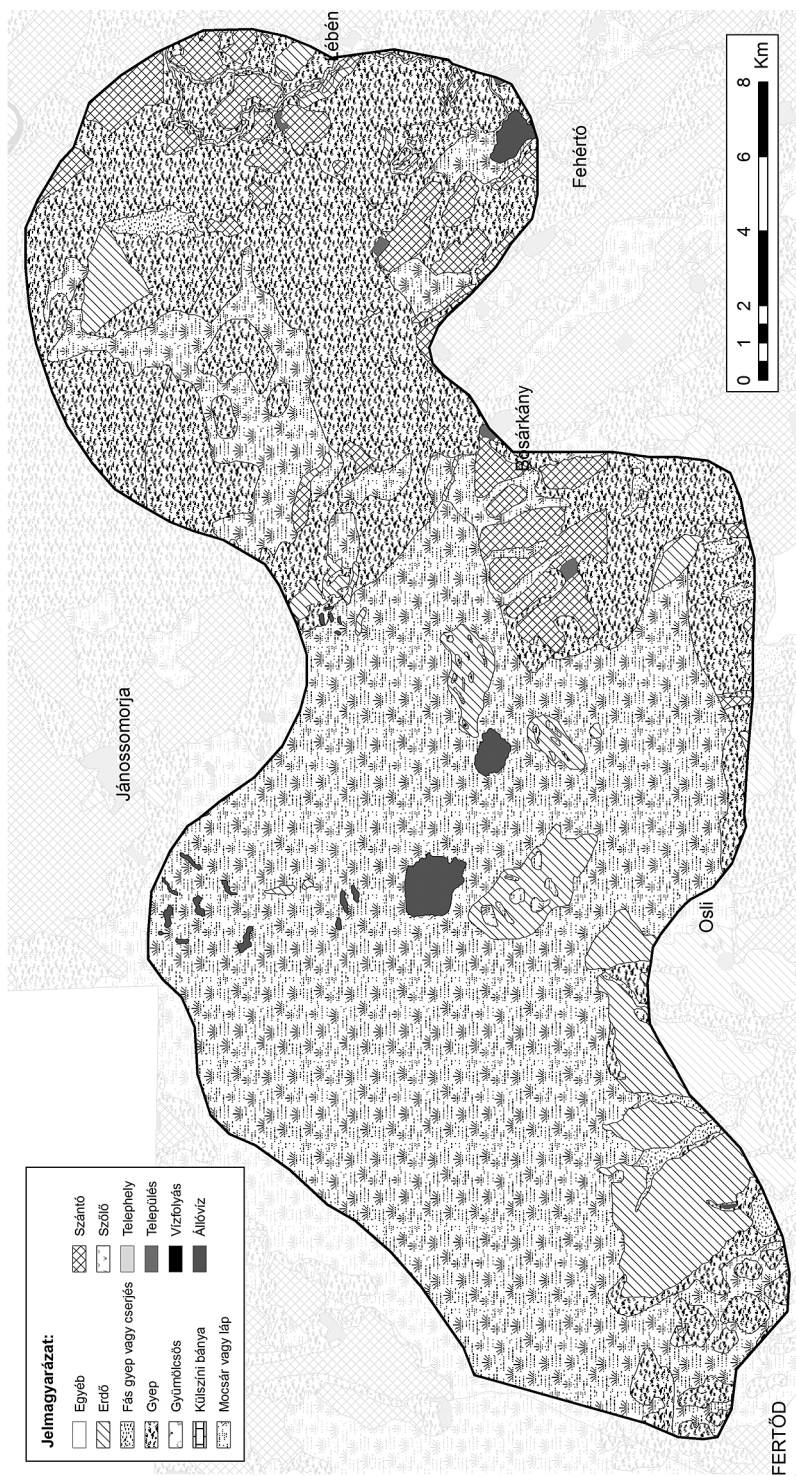 Lébén
Fehértó
Bősárkány
Jánossomorja
Osli
FERTŐD
0 1 2 4 6 8
Km
Jelmagyarázat:
Egyéb
Erdő
Fás gyep vagy cserjés
Gyep
Gyümölcsös
Külszíni bánya
Mocsár vagy láp
Szántó
Szőlő
Telephely
Település
Vízfolyás
Állóvíz